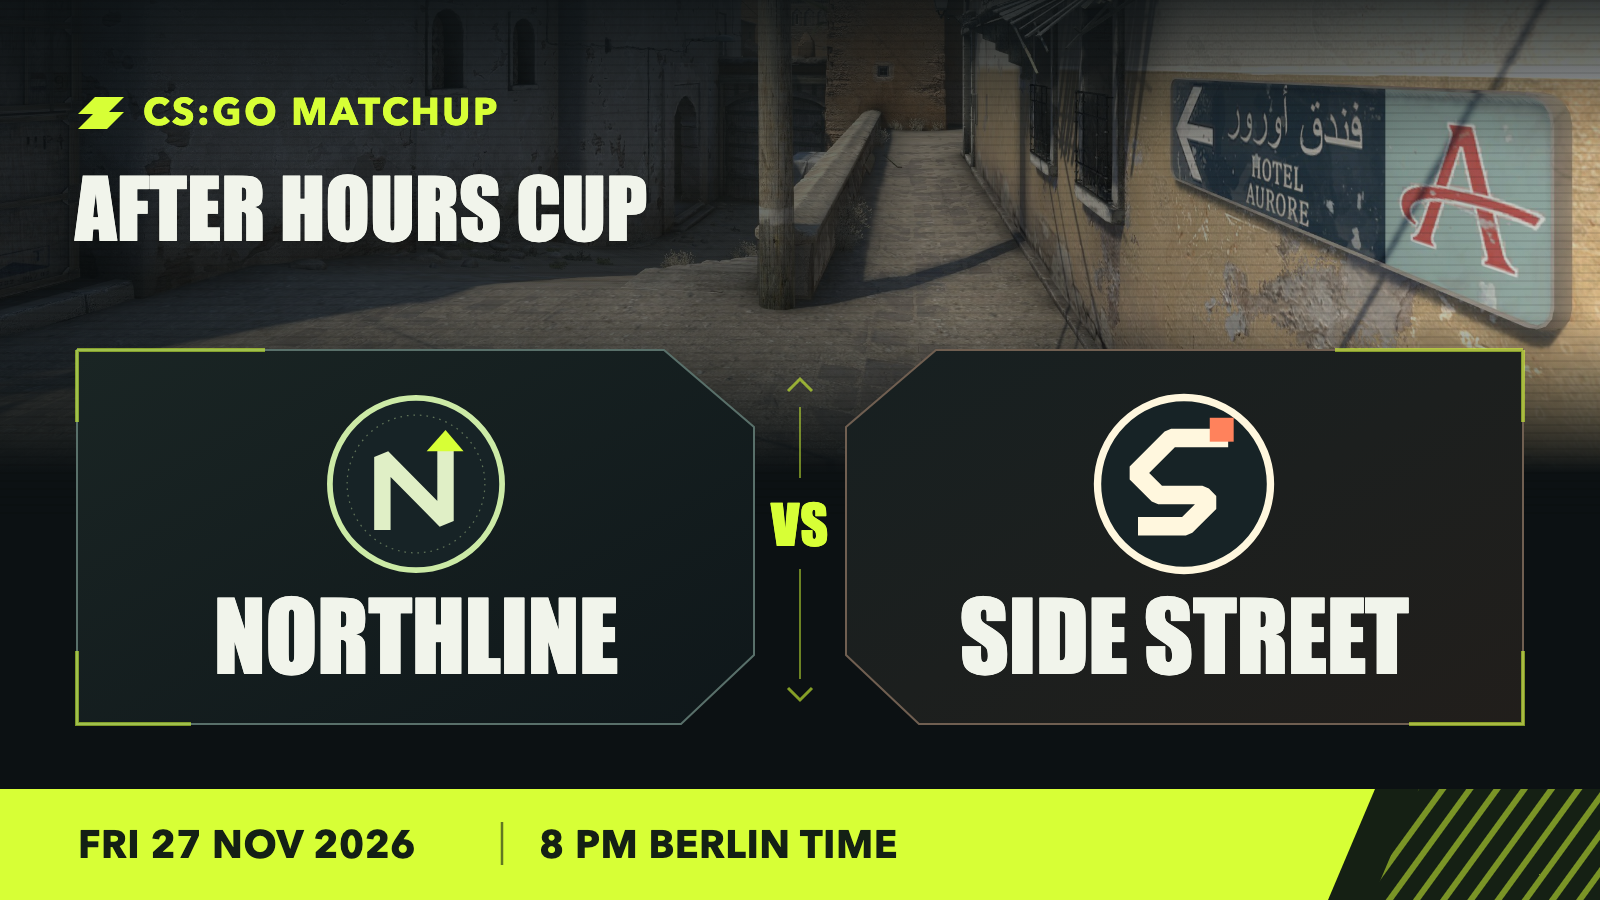 CS:GO MATCHUP
AFTER HOURS CUP
فندق أورور
HOTEL
AURORE
A
N
NORTHLINE
VS
S
SIDE STREET
FRI 27 NOV 2026
8 PM BERLIN TIME